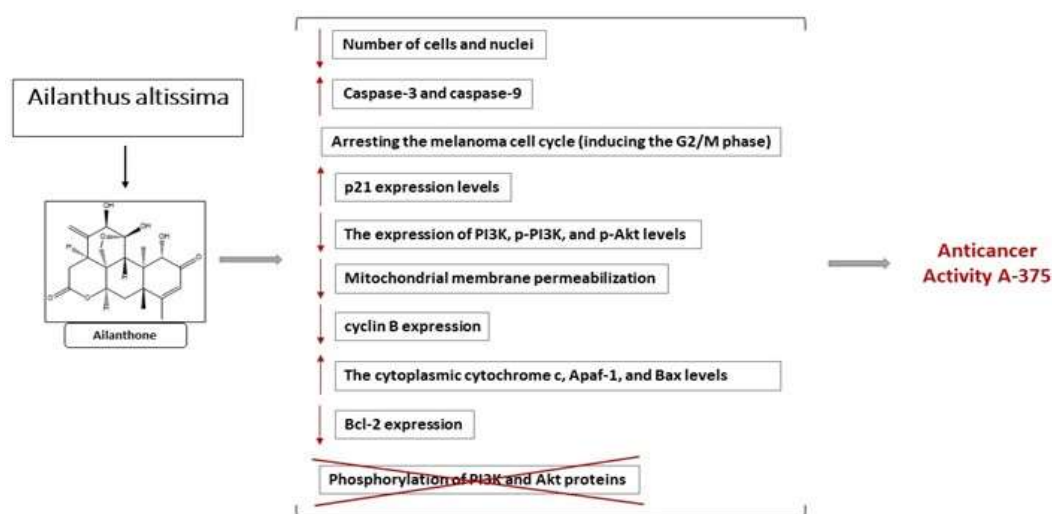 Ailanthus altissima
OH
OH
O
OH
H
O
H
O
O
H
H
Ailanthone
Number of cells and nuclei
Caspase-3 and caspase-9
Arresting the melanoma cell cycle (inducing the G2/M phase)
p21 expression levels
The expression of PI3K, p-PI3K, and p-Akt levels
Mitochondrial membrane permeabilization
cyclin B expression
The cytoplasmic cytochrome c, Apaf-1, and Bax levels
Bcl-2 expression
Phosphorylation of PI3K and Akt proteins
Anticancer
Activity A-375